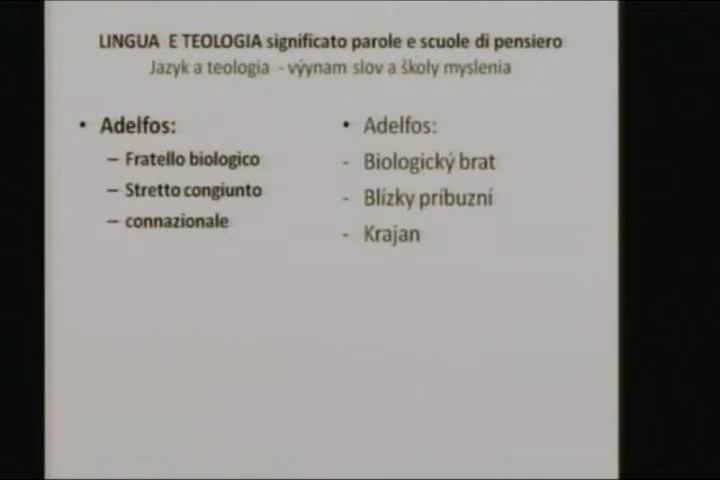 LINGUA E TEOLOGIA significato parole e scuole di pensiero
Jazyk a teologia - výynam slov a školy myslenia
• Adelfos:
– Fratello biologico
– Stretto congiunto
– connazionale
• Adelfos:
- Biologický brat
- Blízky príbuzní
- Krajan